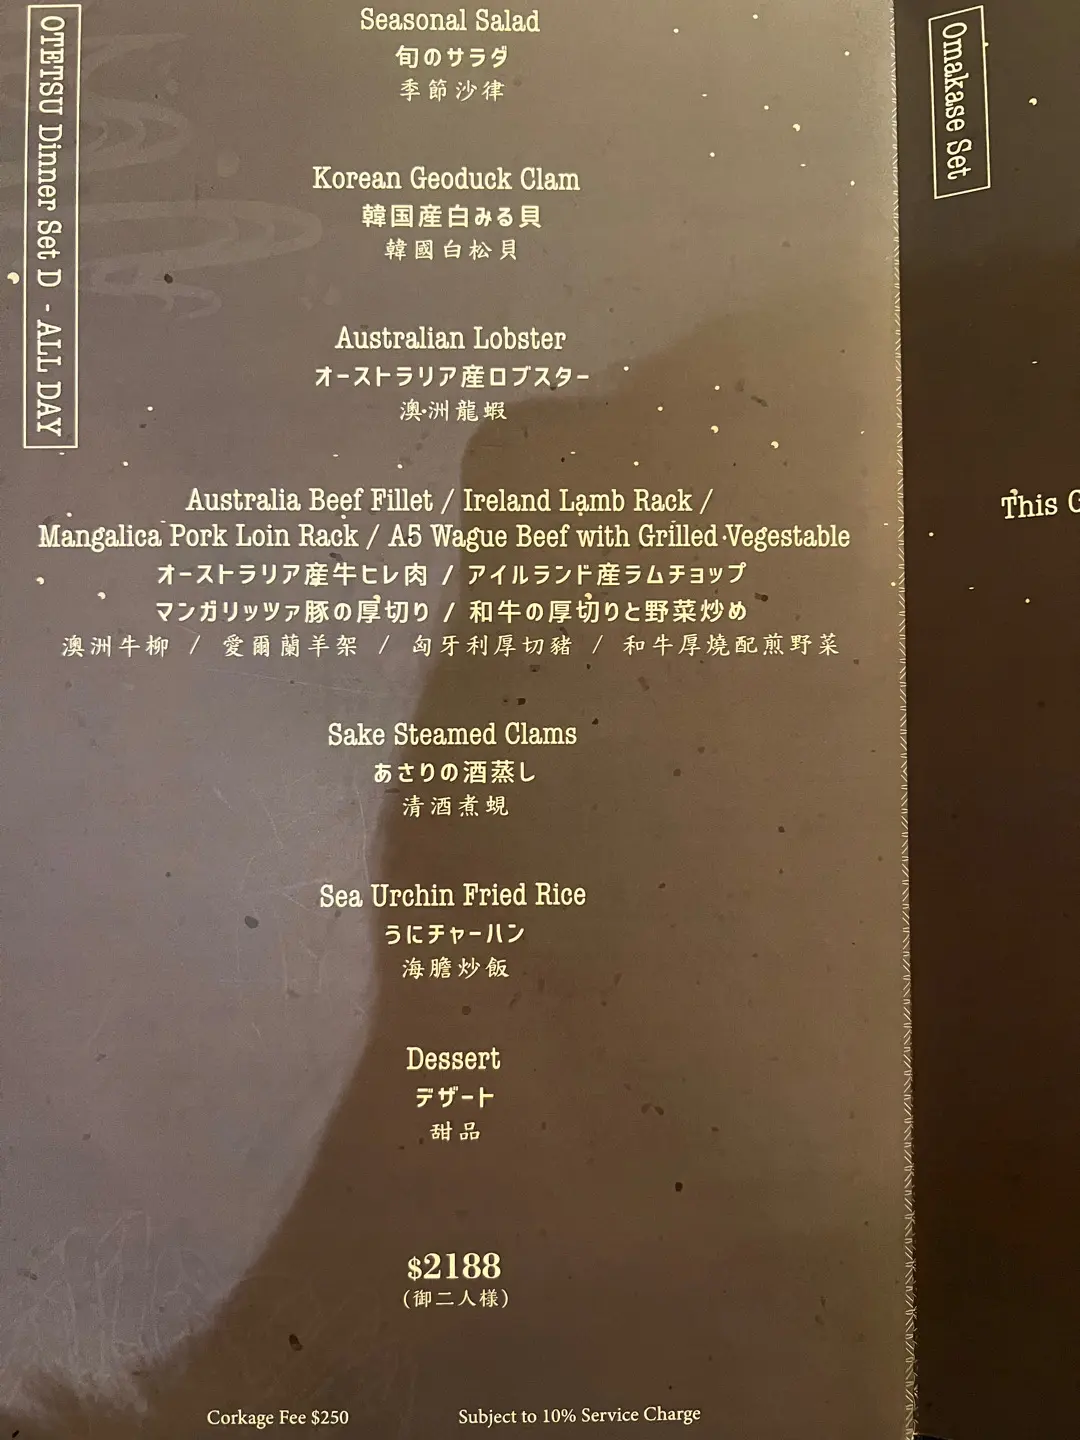 OTETSU Dinner Set D - ALL DAY
Seasonal Salad
旬のサラダ
季節沙律
Korean Geoduck Clam
韓国産白みる貝
韓國白松貝
Australian Lobster
オーストラリア産ロブスター
澳洲龍蝦
Australia Beef Fillet / Ireland Lamb Rack /
Mangalica Pork Loin Rack / A5 Wague Beef with Grilled Vegestable
オーストラリア産牛ヒレ肉 / アイルランド産ラムチョップ
マンガリッツァ豚の厚切り / 和牛の厚切りと野菜炒め
澳洲牛柳 / 愛爾蘭羊架 / 匈牙利厚切豬 / 和牛厚燒配煎野菜
Sake Steamed Clams
あさりの酒蒸し
清酒煮蜆
Sea Urchin Fried Rice
うにチャーハン
海膽炒飯
Dessert
デザート
甜品
$2188
(御二人様)
Corkage Fee $250
Subject to 10% Service Charge
Omakase Set
This